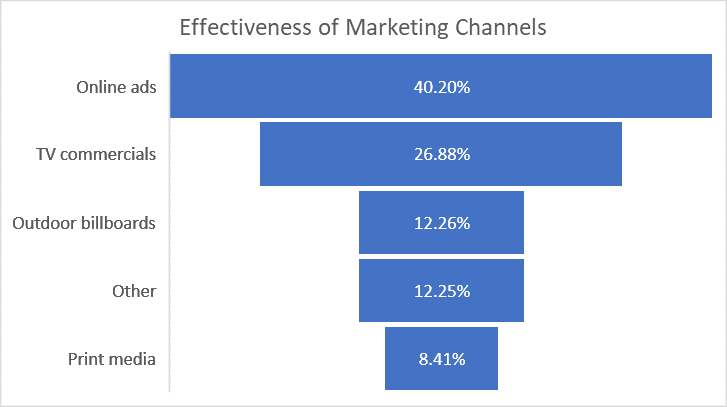 Effectiveness of Marketing Channels
Online ads 40.20%
TV commercials 26.88%
Outdoor billboards 12.26%
Other 12.25%
Print media 8.41%